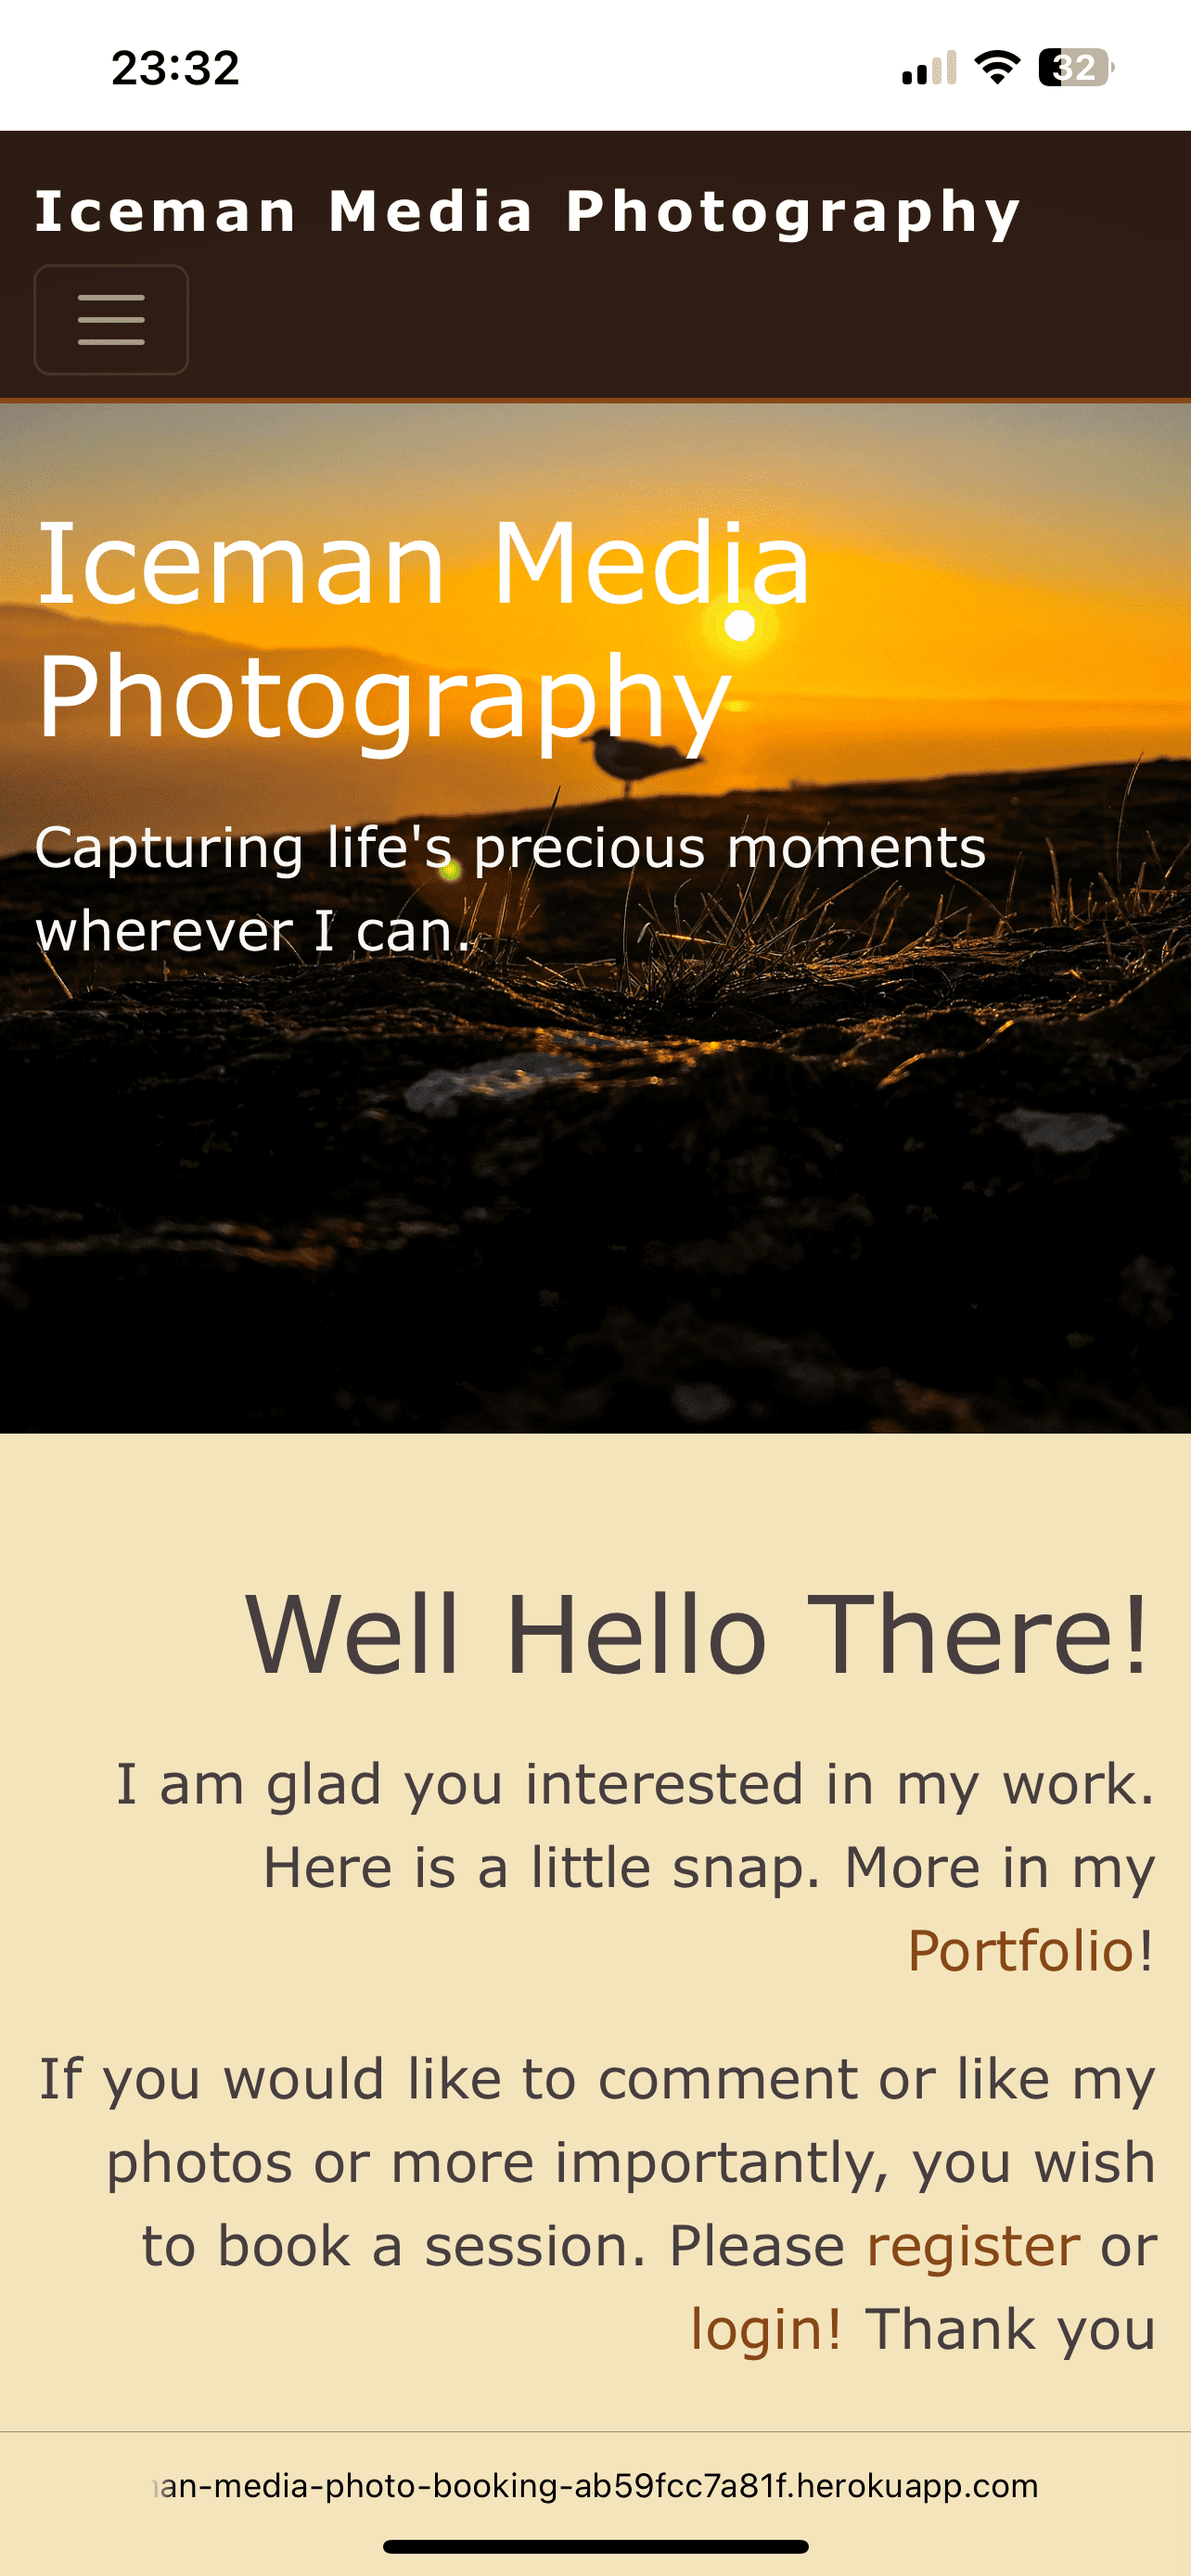 23:32
32
Iceman Media Photography
Iceman Media
Photography
Capturing life's precious moments
wherever I can.
Well Hello There!
I am glad you interested in my work.
Here is a little snap. More in my
Portfolio!
If you would like to comment or like my
photos or more importantly, you wish
to book a session. Please register or
login! Thank you
an-media-photo-booking-ab59fcc7a81f.herokuapp.com